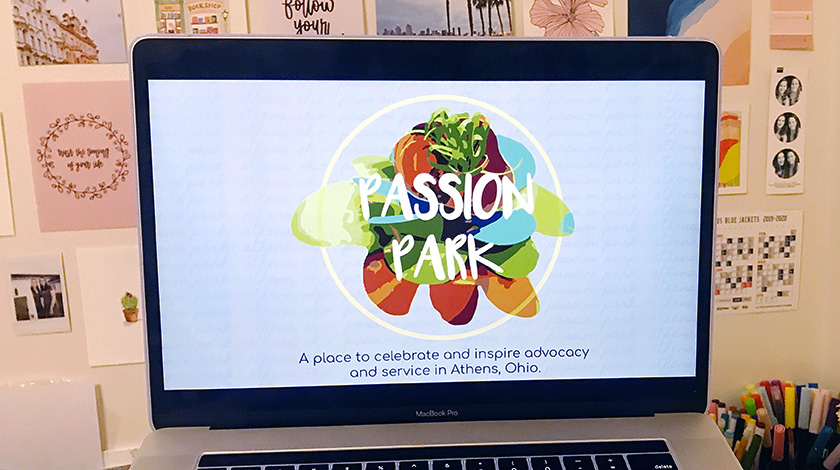 BOOK SHOP
follow
YOUR
PASSION
PARK
A place to celebrate and inspire advocacy
and service in Athens, Ohio.
MacBook Pro
BLUE JACKETS 2019-2020
delete